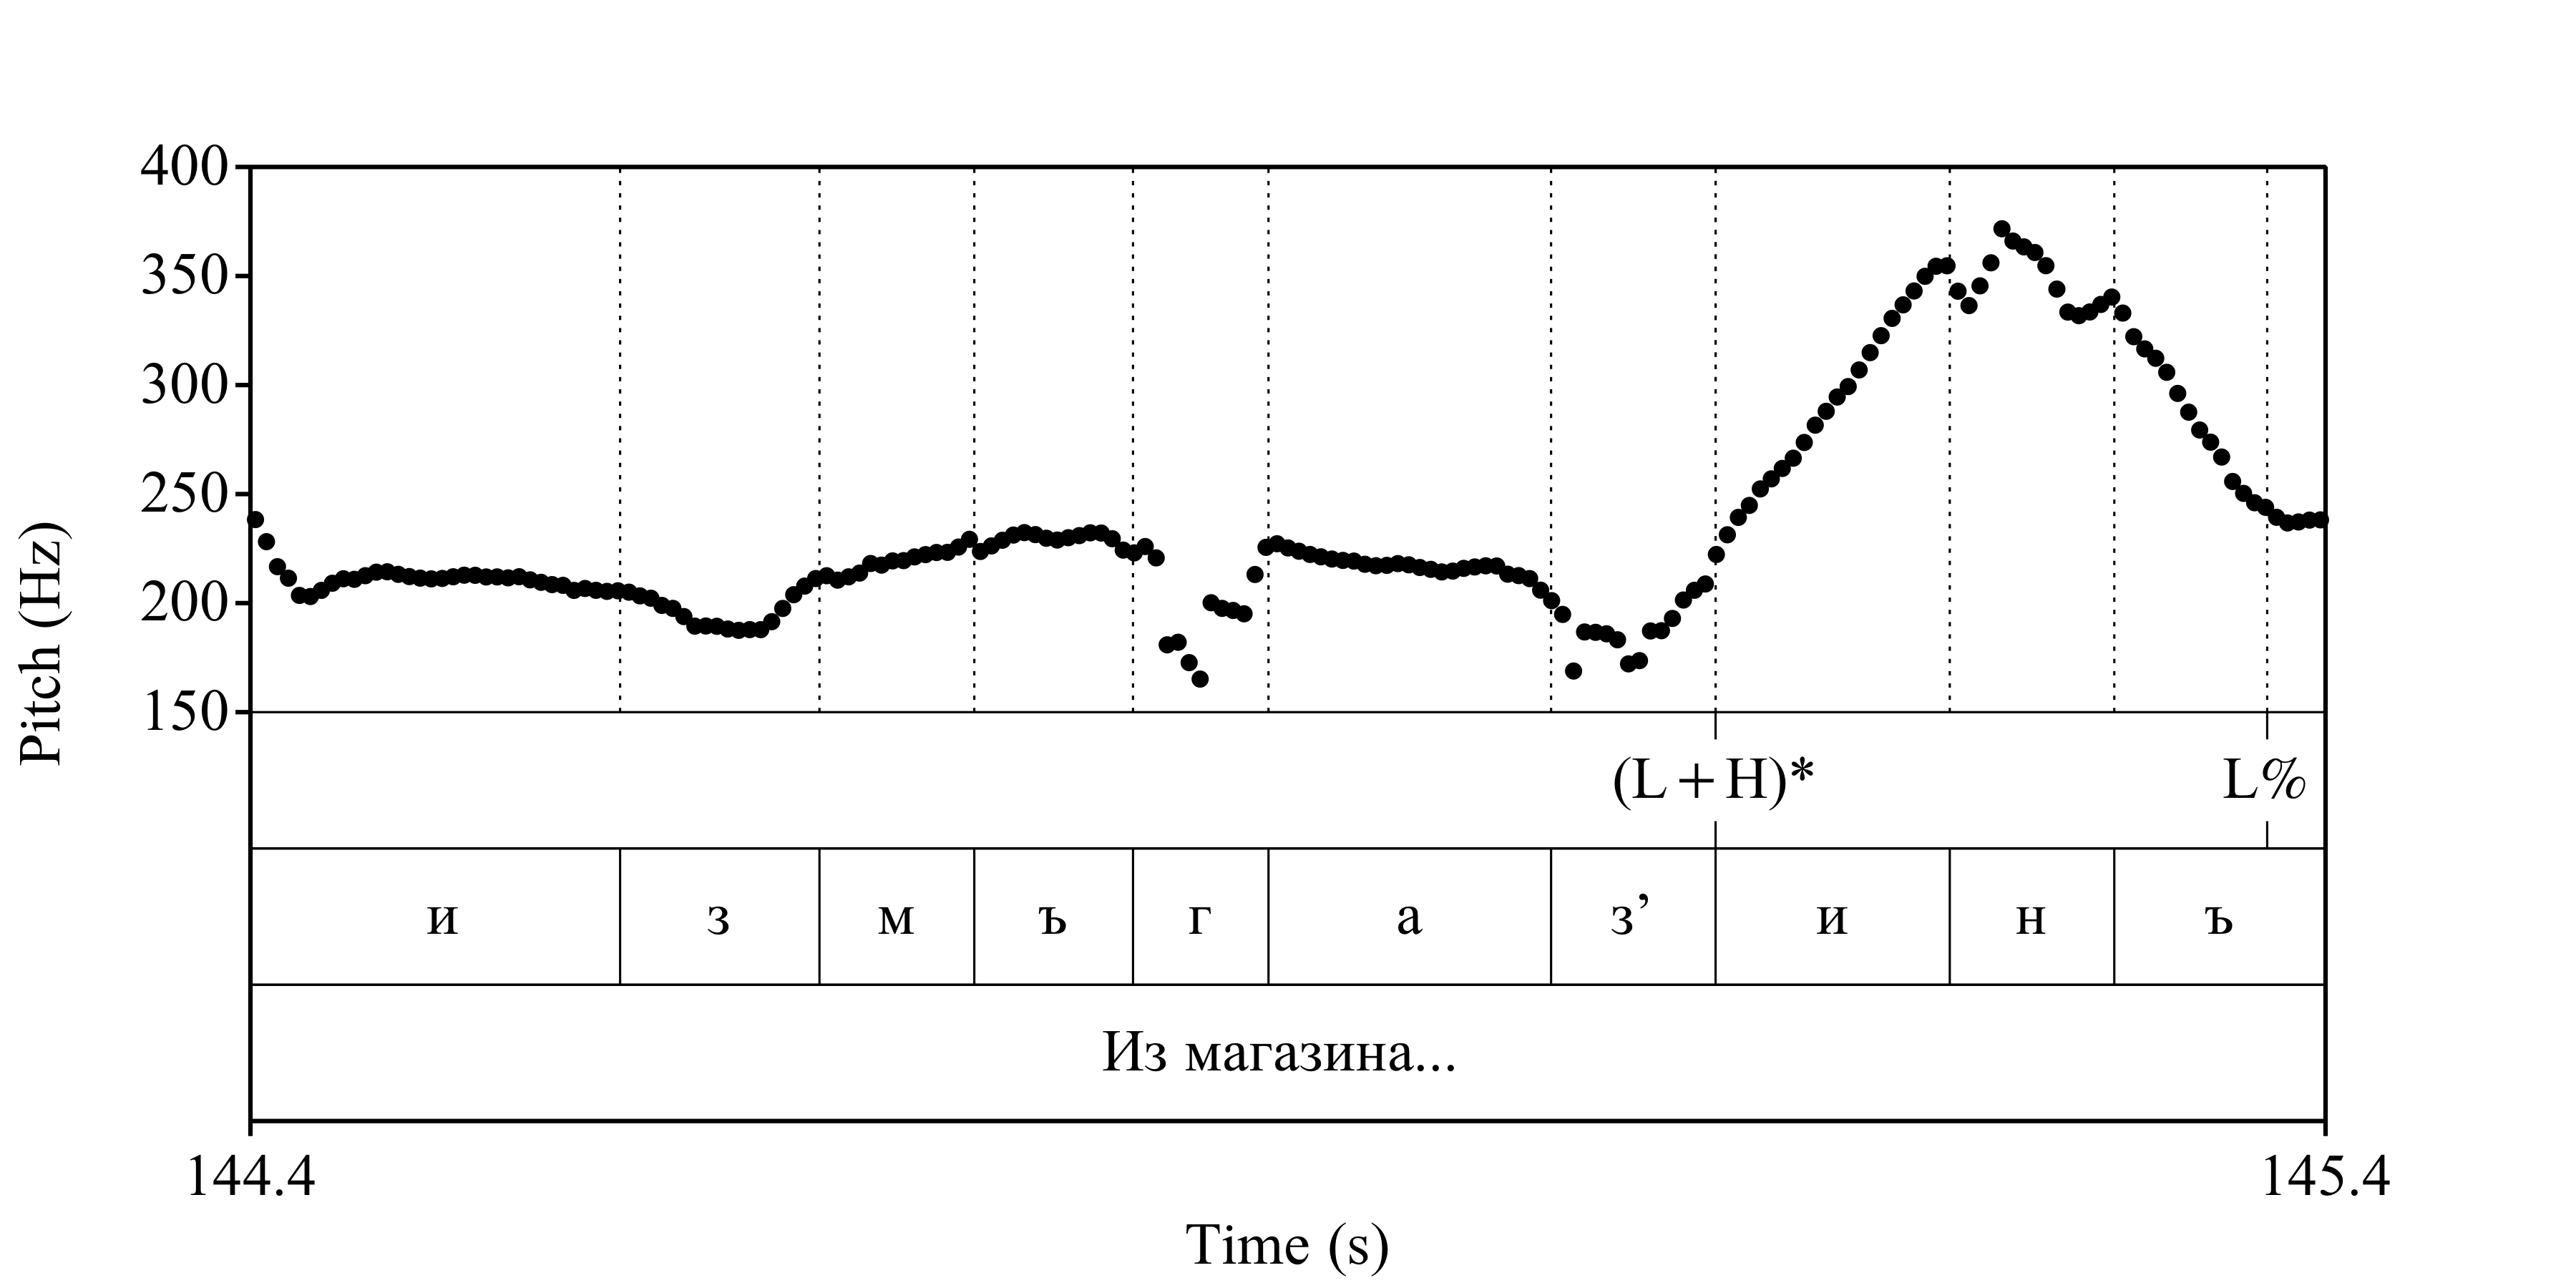 400
350
300
250
200
150
Pitch (Hz)
(L + H)* L%
и з м ъ г а з’ и н ъ
Из магазина...
144.4 145.4
Time (s)